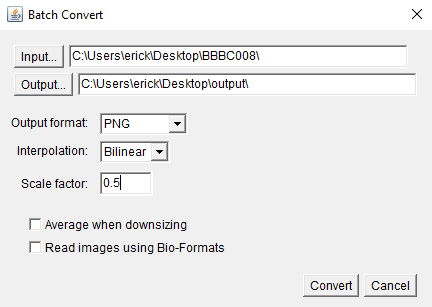 Batch Convert
Input... C:\Users\erick\Desktop\BBBC008\
Output... C:\Users\erick\Desktop\output\
Output format: PNG
Interpolation: Bilinear
Scale factor: 0.5
Average when downsizing
Read images using Bio-Formats
Convert Cancel